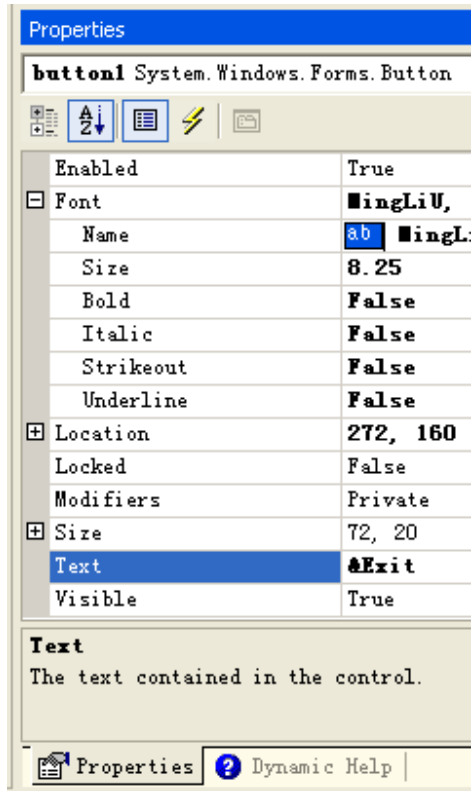 Properties
button1 System.Windows.Forms.Button
Enabled True
Font MingLiU,
Name ab MingLi
Size 8.25
Bold False
Italic False
Strikeout False
Underline False
Location 272, 160
Locked False
Modifiers Private
Size 72, 20
Text &Exit
Visible True
Text
The text contained in the control.
Properties Dynamic Help